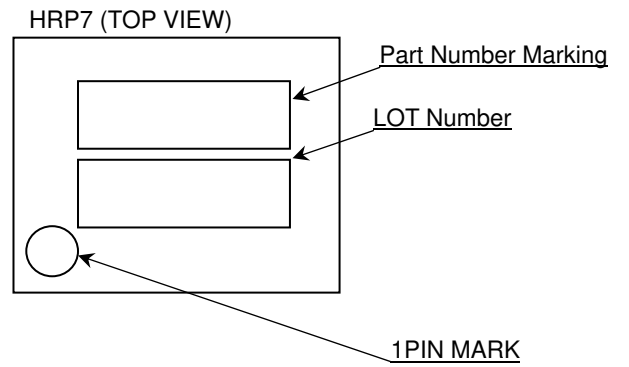 HRP7 (TOP VIEW)
Part Number Marking
LOT Number
1PIN MARK